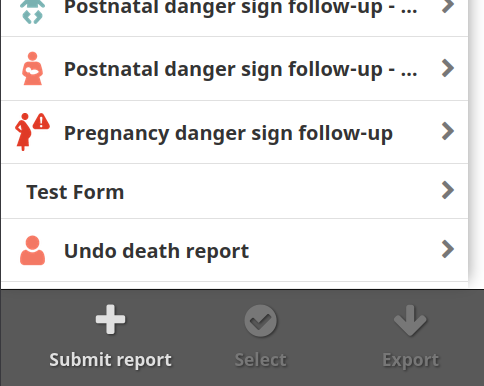 Postnatal danger sign follow-up - ...
Postnatal danger sign follow-up - ...
Pregnancy danger sign follow-up
Test Form
Undo death report
Submit report
Select
Export